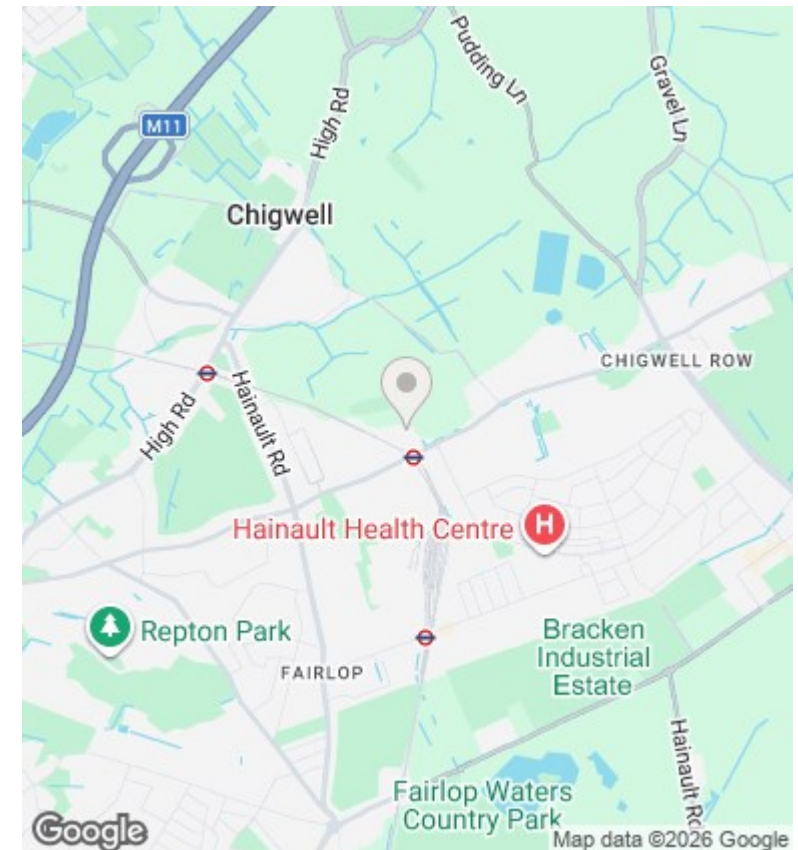 Pudding Ln
Gravel Ln
M11
High Rd
Chigwell
CHIGWELL ROW
High Rd
Hainault Rd
Hainault Health Centre
H
Repton Park
Bracken
Industrial
Estate
FAIRLOP
Hainault Rd
Fairlop Waters
Country Park
Google
Map data ©2026 Google